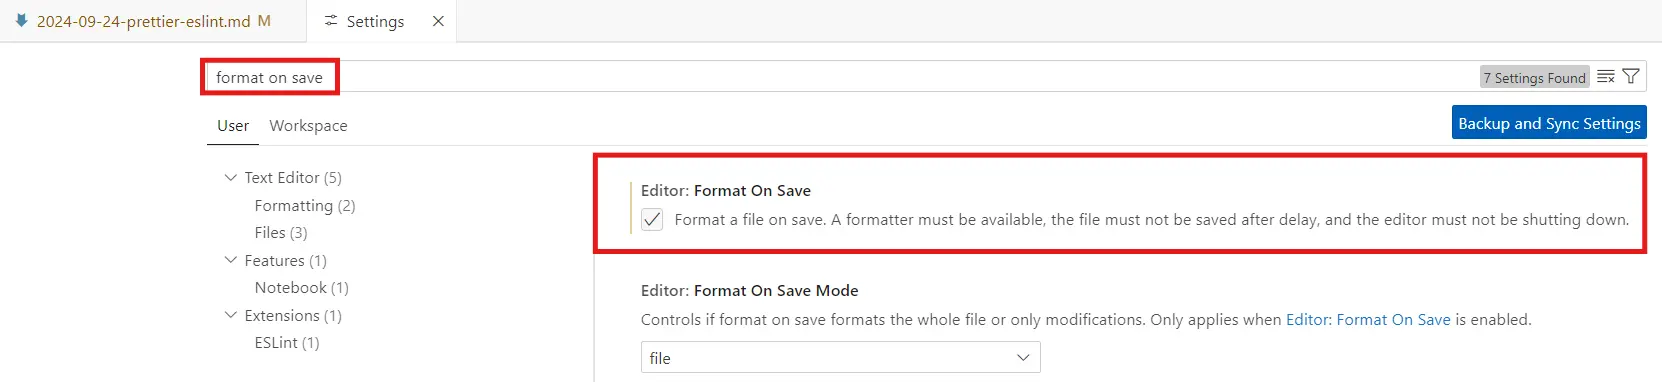 2024-09-24-prettier-eslint.md M
Settings
format on save
7 Settings Found
User Workspace
Backup and Sync Settings
Text Editor (5)
Formatting (2)
Files (3)
Features (1)
Notebook (1)
Extensions (1)
ESLint (1)
Editor: Format On Save
Format a file on save. A formatter must be available, the file must not be saved after delay, and the editor must not be shutting down.
Editor: Format On Save Mode
Controls if format on save formats the whole file or only modifications. Only applies when Editor: Format On Save is enabled.
file